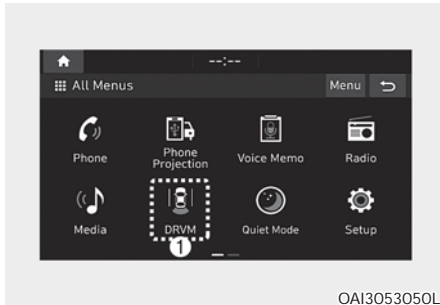 --:--
All Menus
Menu
Phone
Phone
Projection
Voice Memo
Radio
Media
DRVM
Quiet Mode
Setup
1
OAI3053050L